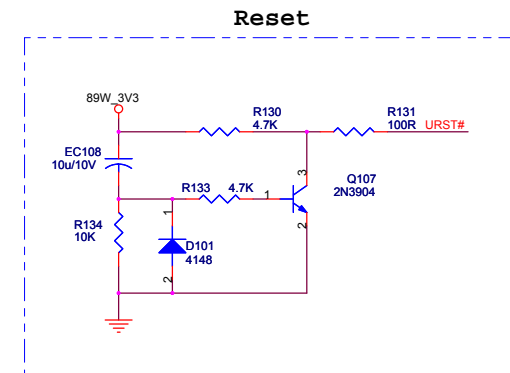 Reset
89W_3V3
R130
4.7K
R131
100R
URST#
EC108
10u/10V
R133
4.7K
1
3
Q107
2N3904
2
R134
10K
1
D101
4148
2